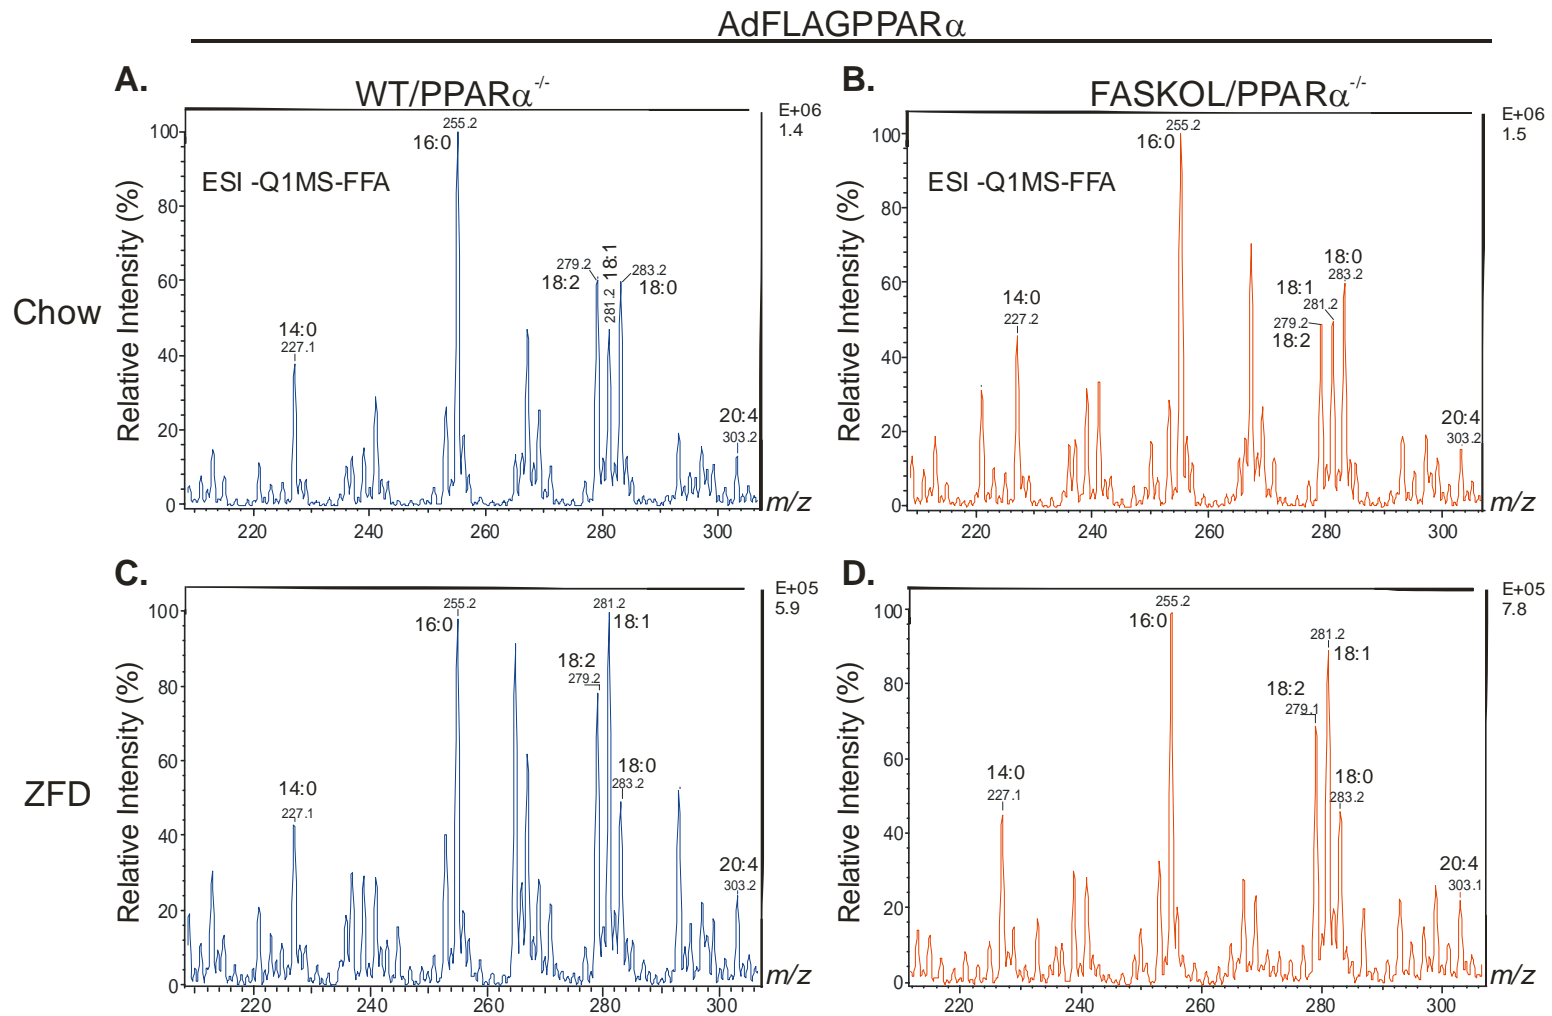 AdFLAGPPARα
A.
WT/PPARα-/-
E+06
1.4
Relative Intensity (%)
100
80
60
40
20
0
ESI -Q1MS-FFA
14:0
227.1
255.2
16:0
279.2
18:2
281.2 18:1
283.2
18:0
20:4
303.2
220 240 260 280 300
m/z
B.
FASKOL/PPARα-/-
E+06
1.5
Relative Intensity (%)
100
80
60
40
20
0
ESI -Q1MS-FFA
14:0
227.2
255.2
16:0
18:1
281.2
279.2
18:2
18:0
283.2
20:4
303.2
220 240 260 280 300
m/z
Chow
C.
E+05
5.9
Relative Intensity (%)
100
80
60
40
20
0
14:0
227.1
255.2
16:0
18:2
279.2
281.2
18:1
18:0
283.2
20:4
303.2
220 240 260 280 300
m/z
D.
E+05
7.8
Relative Intensity (%)
100
80
60
40
20
0
14:0
227.1
255.2
16:0
18:2
279.1
281.2
18:1
18:0
283.2
20:4
303.1
220 240 260 280 300
m/z
ZFD